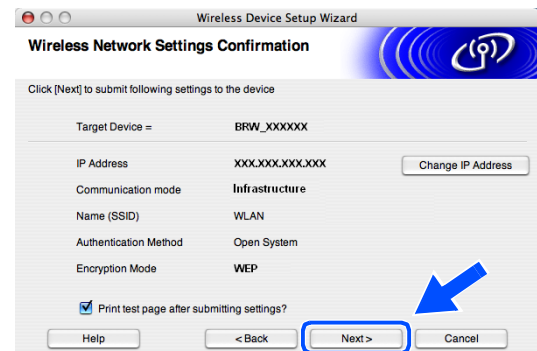 Wireless Device Setup Wizard
Wireless Network Settings Confirmation
Click [Next] to submit following settings to the device
Target Device = BRW_XXXXXX
IP Address XXX.XXX.XXX.XXX Change IP Address
Communication mode Infrastructure
Name (SSID) WLAN
Authentication Method Open System
Encryption Mode WEP
Print test page after submitting settings?
Help < Back Next > Cancel